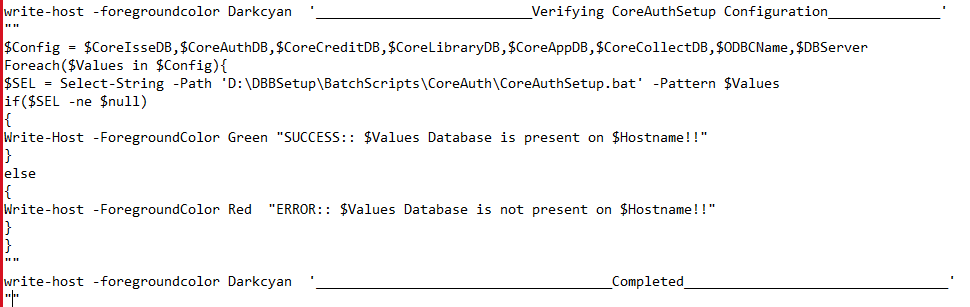 write-host -foregroundcolor Darkcyan  '___________________________Verifying CoreAuthSetup Configuration______________'
""
$Config = $CoreIsseDB,$CoreAuthDB,$CoreCreditDB,$CoreLibraryDB,$CoreAppDB,$CoreCollectDB,$ODBCName,$DBServer
Foreach($Values in $Config){
$SEL = Select-String -Path 'D:\DBBSetup\BatchScripts\CoreAuth\CoreAuthSetup.bat' -Pattern $Values
if($SEL -ne $null)
{
Write-Host -ForegroundColor Green "SUCCESS:: $Values Database is present on $Hostname!!"
}
else
{
Write-host -ForegroundColor Red  "ERROR:: $Values Database is not present on $Hostname!!"
}
}
""
write-host -foregroundcolor Darkcyan  '_____________________________________Completed_________________________________'
""